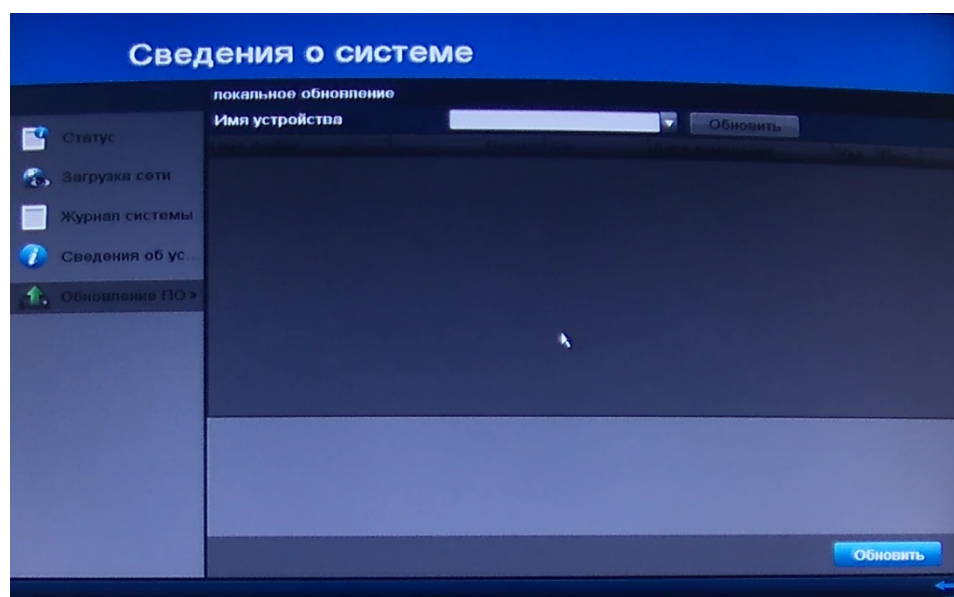 Сведения о системе
локальное обновление
Имя устройства
Обновить
Статус
Загрузка сети
Журнал системы
Сведения об ус...
Обновление ПО >
Обновить